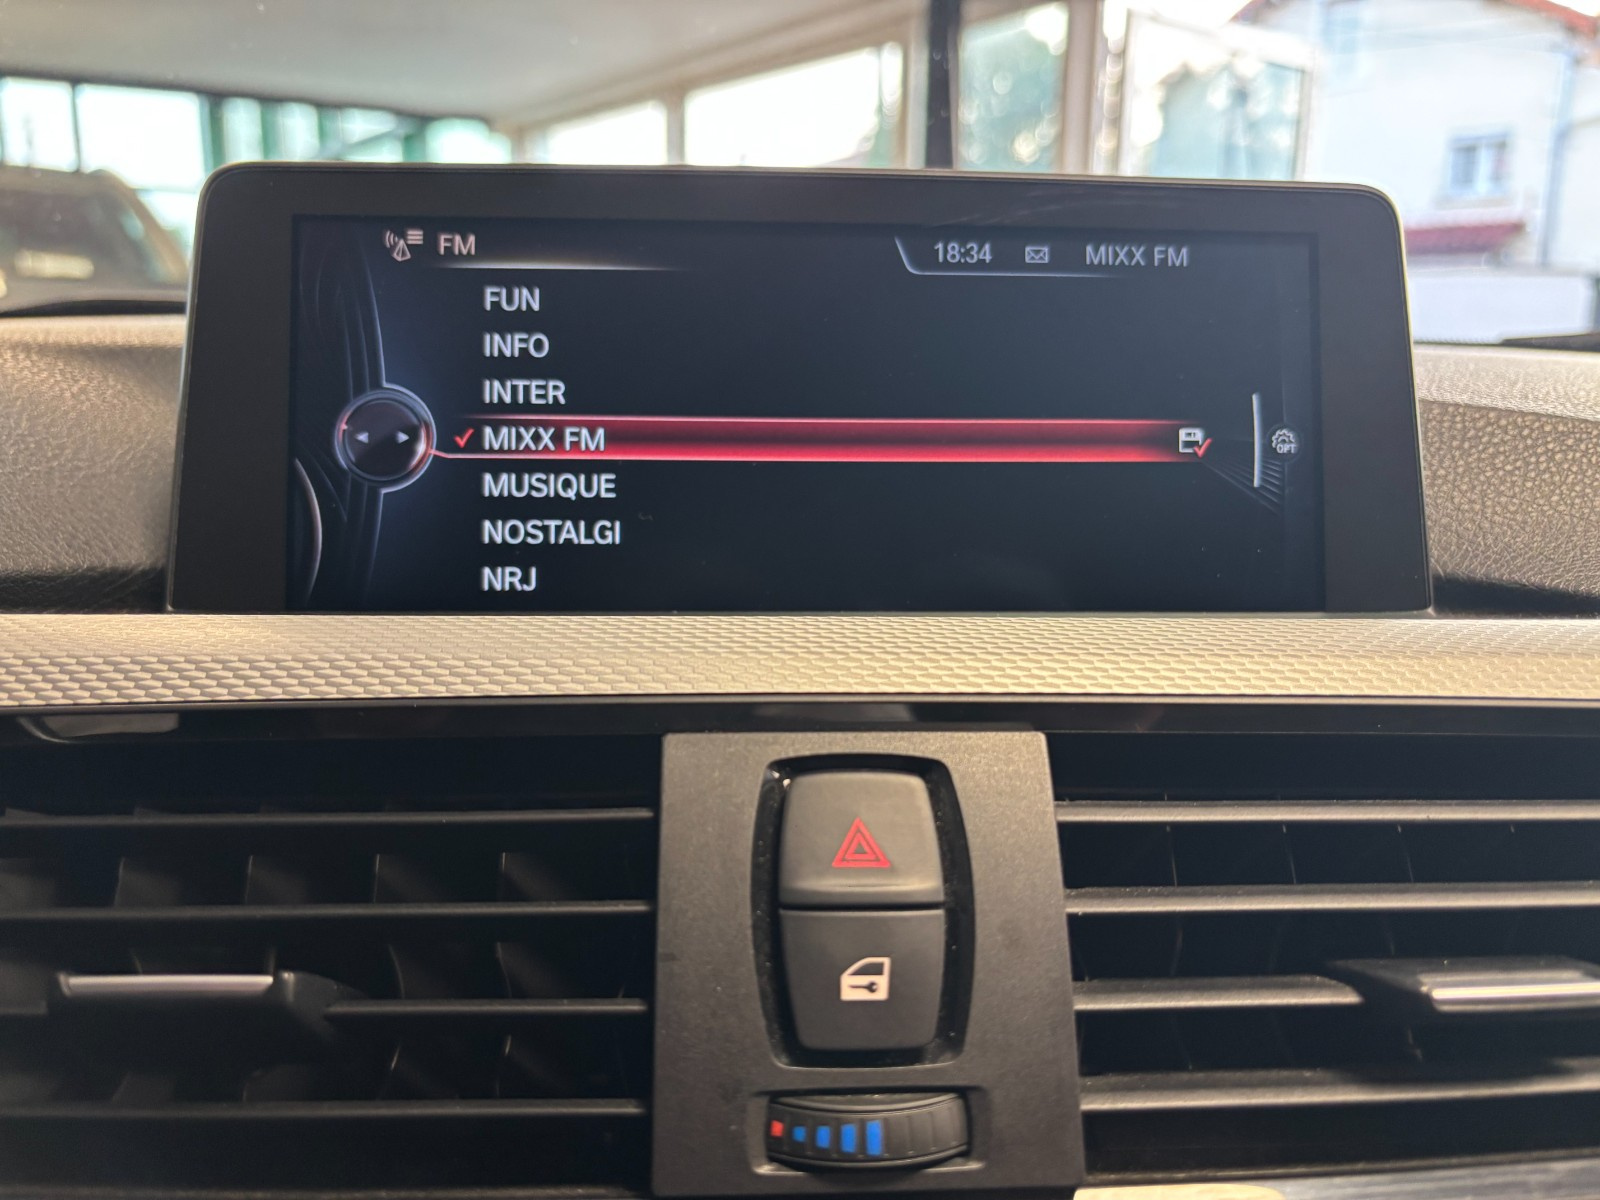 FM
18:34 MIXX FM
FUN
INFO
INTER
MIXX FM
MUSIQUE
NOSTALGI
NRJ
OPT